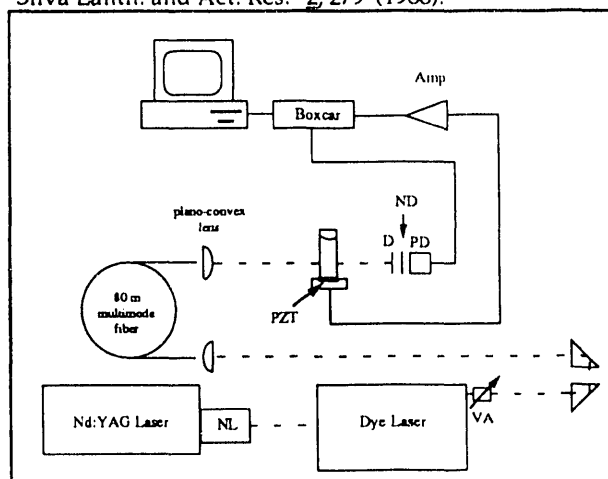 Silva Lanth. and Act. Res. 2, 279 (1988).
Amp
Boxcar
ND
plano-convex
lens
D PD
80 m
multimode
fiber
PZT
Nd:YAG Laser
NL
Dye Laser
VA